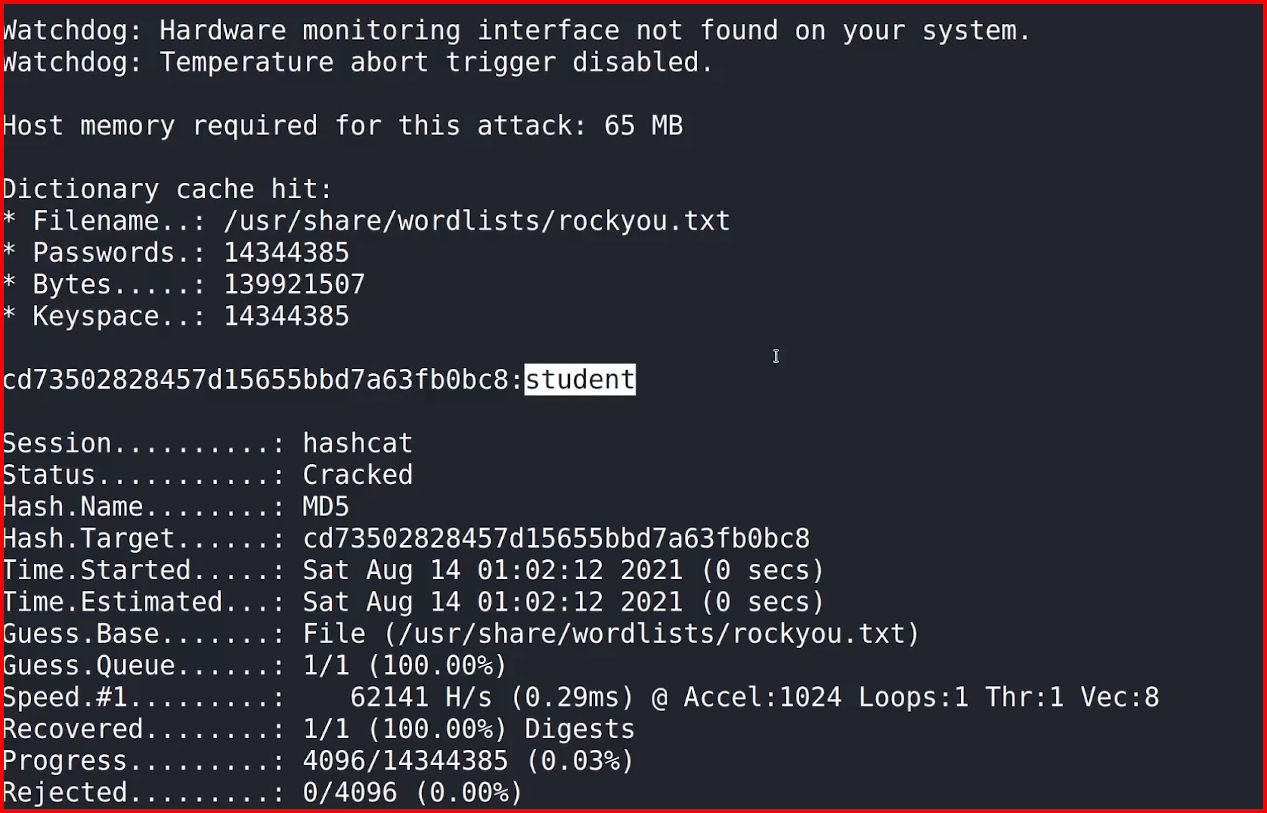 Watchdog: Hardware monitoring interface not found on your system.
Watchdog: Temperature abort trigger disabled.
Host memory required for this attack: 65 MB
Dictionary cache hit:
* Filename..: /usr/share/wordlists/rockyou.txt
* Passwords.: 14344385
* Bytes.....: 139921507
* Keyspace..: 14344385
cd73502828457d15655bbd7a63fb0bc8:student
Session..........: hashcat
Status...........: Cracked
Hash.Name........: MD5
Hash.Target......: cd73502828457d15655bbd7a63fb0bc8
Time.Started.....: Sat Aug 14 01:02:12 2021 (0 secs)
Time.Estimated...: Sat Aug 14 01:02:12 2021 (0 secs)
Guess.Base.......: File (/usr/share/wordlists/rockyou.txt)
Guess.Queue......: 1/1 (100.00%)
Speed.#1.........:    62141 H/s (0.29ms) @ Accel:1024 Loops:1 Thr:1 Vec:8
Recovered........: 1/1 (100.00%) Digests
Progress.........: 4096/14344385 (0.03%)
Rejected.........: 0/4096 (0.00%)